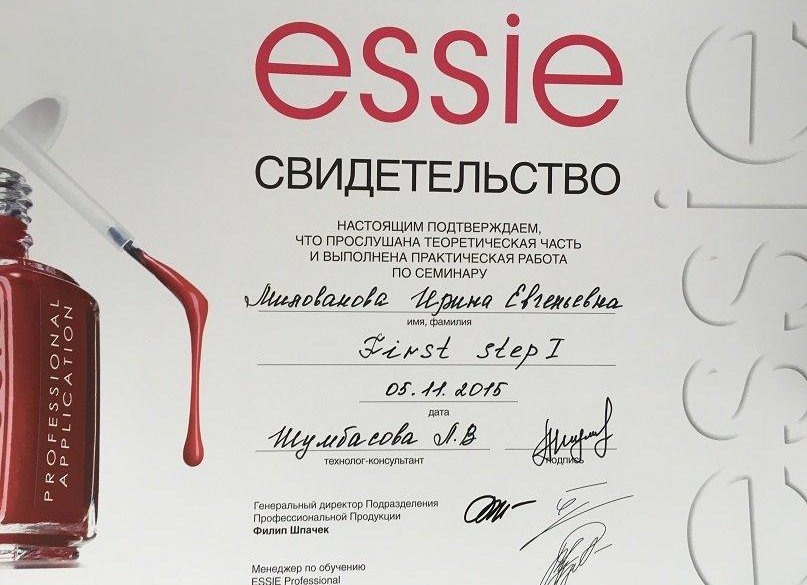 essie
СВИДЕТЕЛЬСТВО
НАСТОЯЩИМ ПОДТВЕРЖДАЕМ,
ЧТО ПРОСЛУШАНА ТЕОРЕТИЧЕСКАЯ ЧАСТЬ
И ВЫПОЛНЕНА ПРАКТИЧЕСКАЯ РАБОТА
ПО СЕМИНАРУ
Милованова Ирина Евгеньевна
имя, фамилия
First step I
05.11.2015
дата
Шумбасова Л.В
технолог-консультант
подпись
Генеральный директор Подразделения
Профессиональной Продукции
Филип Шпачек
Менеджер по обучению
ESSIE Professional
PROFESSIONAL
APPLICATION
essie